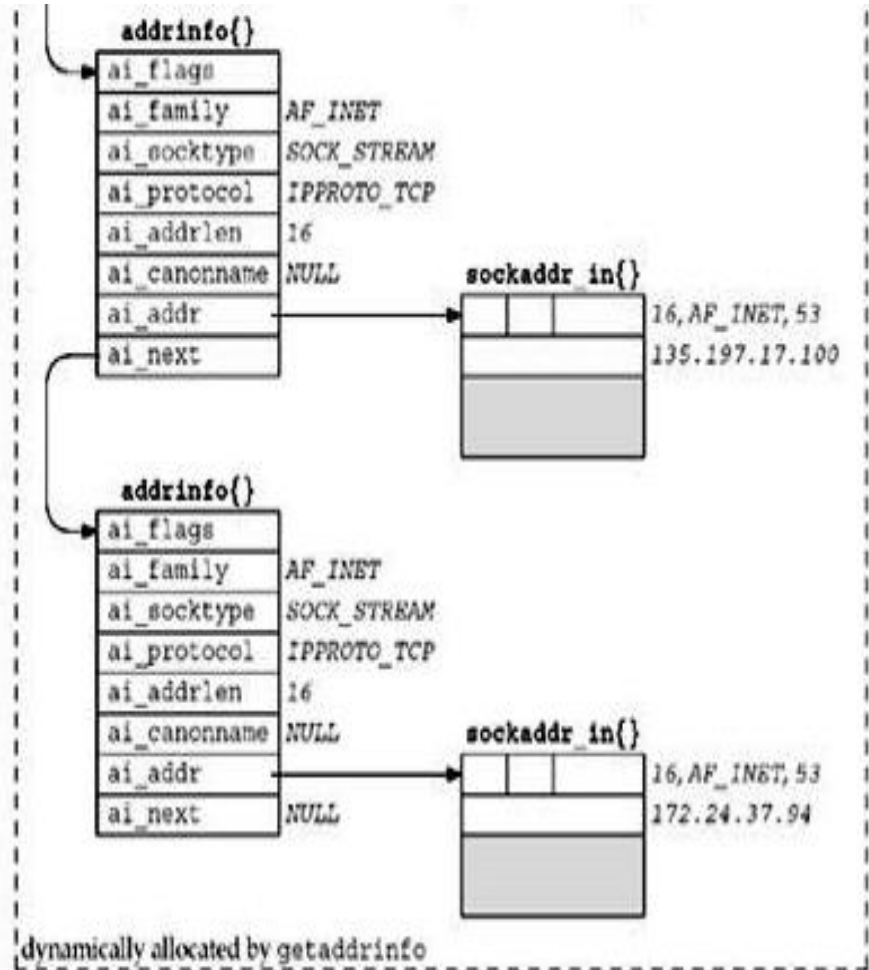 addrinfo{}
ai_flags
ai_family AF_INET
ai_socktype SOCK_STREAM
ai_protocol IPPROTO_TCP
ai_addrlen 16
ai_canonname NULL
sockaddr_in{}
ai_addr 16, AF_INET, 53
ai_next 135.197.17.100
addrinfo{}
ai_flags
ai_family AF_INET
ai_socktype SOCK_STREAM
ai_protocol IPPROTO_TCP
ai_addrlen 16
ai_canonname NULL
sockaddr_in{}
ai_addr 16, AF_INET, 53
ai_next NULL 172.24.37.94
dynamically allocated by getaddrinfo